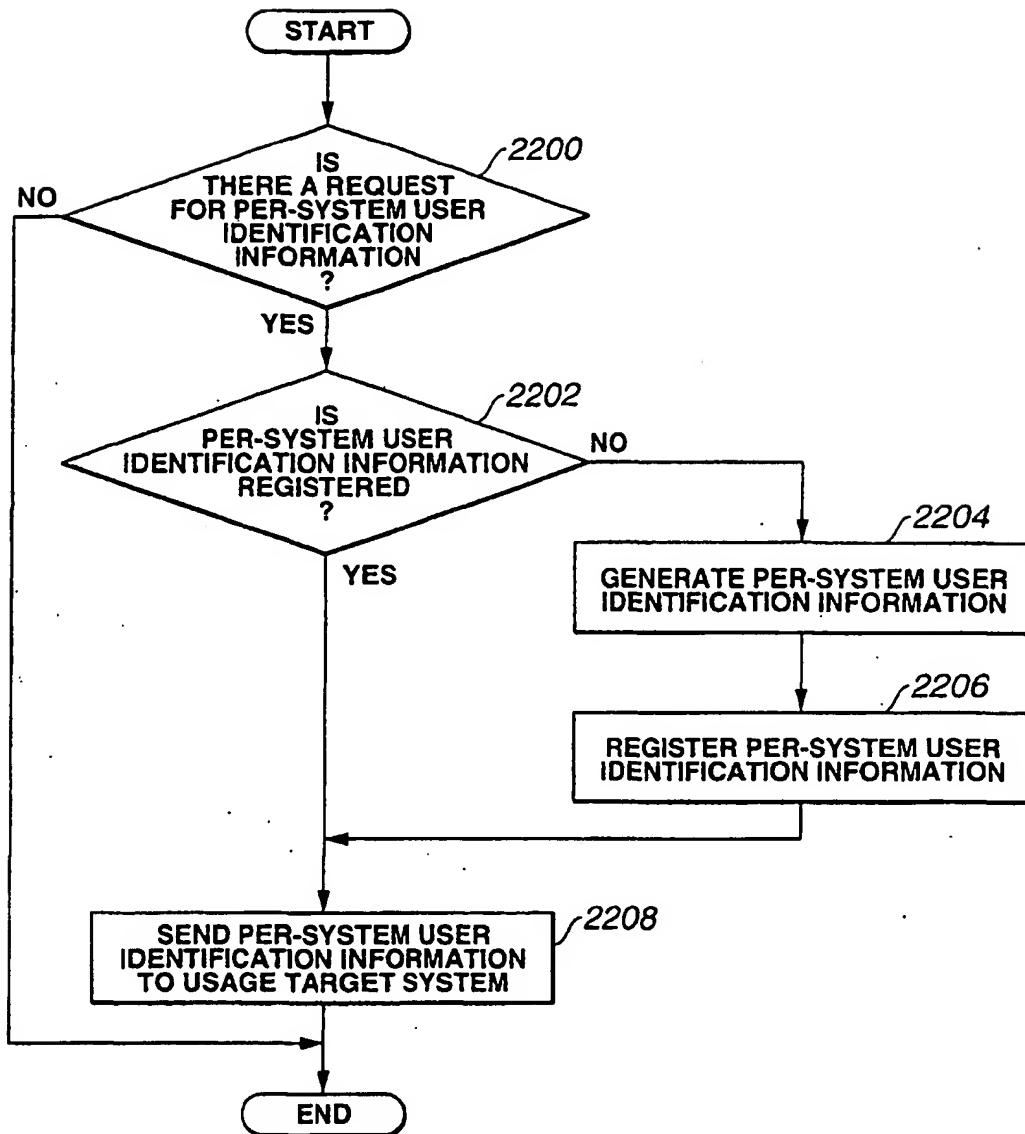 START
2200
IS
THERE A REQUEST
FOR PER-SYSTEM USER
IDENTIFICATION
INFORMATION
?
NO
YES
2202
IS
PER-SYSTEM USER
IDENTIFICATION INFORMATION
REGISTERED
?
NO
YES
2204
GENERATE PER-SYSTEM USER
IDENTIFICATION INFORMATION
2206
REGISTER PER-SYSTEM USER
IDENTIFICATION INFORMATION
2208
SEND PER-SYSTEM USER
IDENTIFICATION INFORMATION
TO USAGE TARGET SYSTEM
END